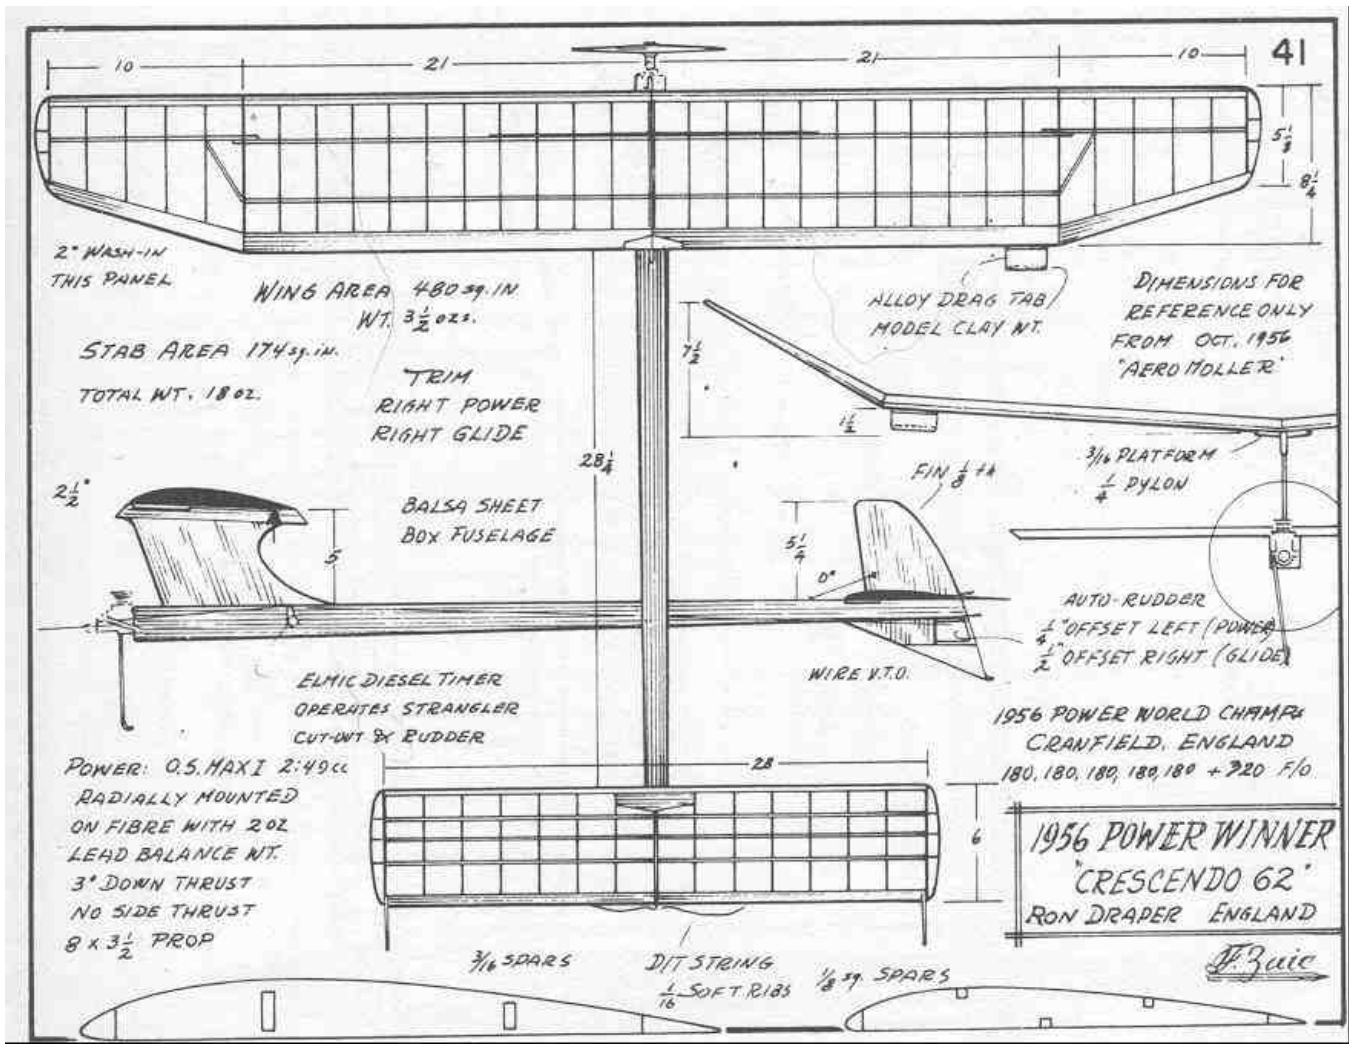 41
10
21
21
10
5 1/8
8 1/4
2° WASH-IN
THIS PANEL
WING AREA 480 sq. IN.
WT. 3 1/2 ozs.
STAB AREA 174 sq. in.
TOTAL WT. 18 oz.
TRIM
RIGHT POWER
RIGHT GLIDE
ALLOY DRAG TAB/
MODEL CLAY WT.
DIMENSIONS FOR
REFERENCE ONLY
FROM OCT. 1956
"AERO MOLLER"
7 1/2
1 1/2
3/16 PLATFORM
1/4 PYLON
28 1/4
FIN 1/8 th
2 1/2°
BALSA SHEET
BOX FUSELAGE
5
5 1/4
0°
AUTO-RUDDER
1/4" OFFSET LEFT (POWER)
1/2" OFFSET RIGHT (GLIDE)
WIRE V.T.O.
ELMIC DIESEL TIMER
OPERATES STRANGLER
CUT-OUT & RUDDER
1956 POWER WORLD CHAMPS
CRANFIELD. ENGLAND
180, 180, 180, 180, 180 + 320 F/O
POWER: O.S. MAX I 2:49cc
RADIALLY MOUNTED
ON FIBRE WITH 2 OZ
LEAD BALANCE WT.
3° DOWN THRUST
NO SIDE THRUST
8 x 3 1/2 PROP
28
6
1956 POWER WINNER
"CRESCENDO 62"
RON DRAPER ENGLAND
F. Zaic
3/16 SPARS
D/T STRING
1/16 SOFT RIBS
1/8 sq. SPARS